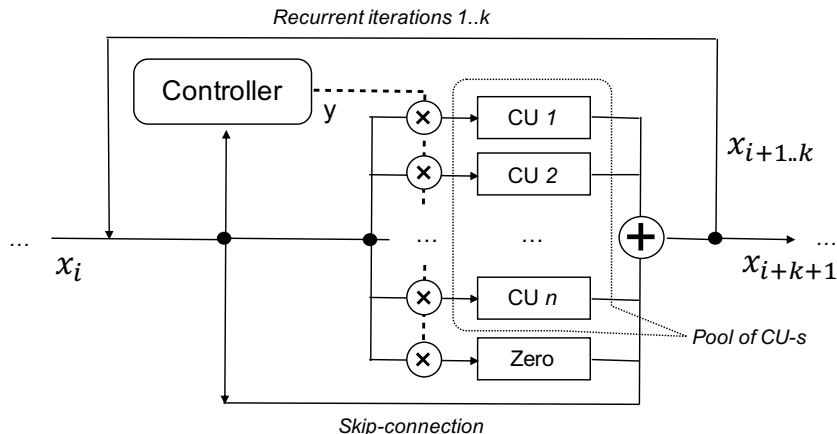 Recurrent iterations 1..k
Controller
y
×
CU 1
×
CU 2
x_{i+1..k}
...
...
...
+
...
x_i
x_{i+k+1}
×
CU n
Pool of CU-s
×
Zero
Skip-connection